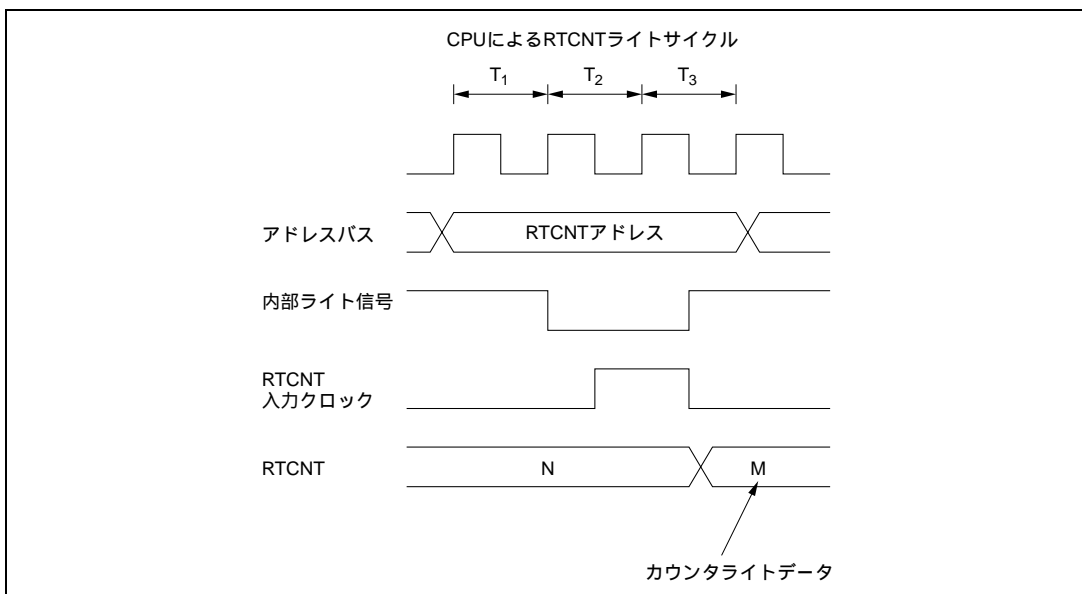 CPUによるRTCNTライトサイクル
T1 T2 T3
アドレスバス
RTCNTアドレス
内部ライト信号
RTCNT
入力クロック
RTCNT
N
M
カウンタライトデータ